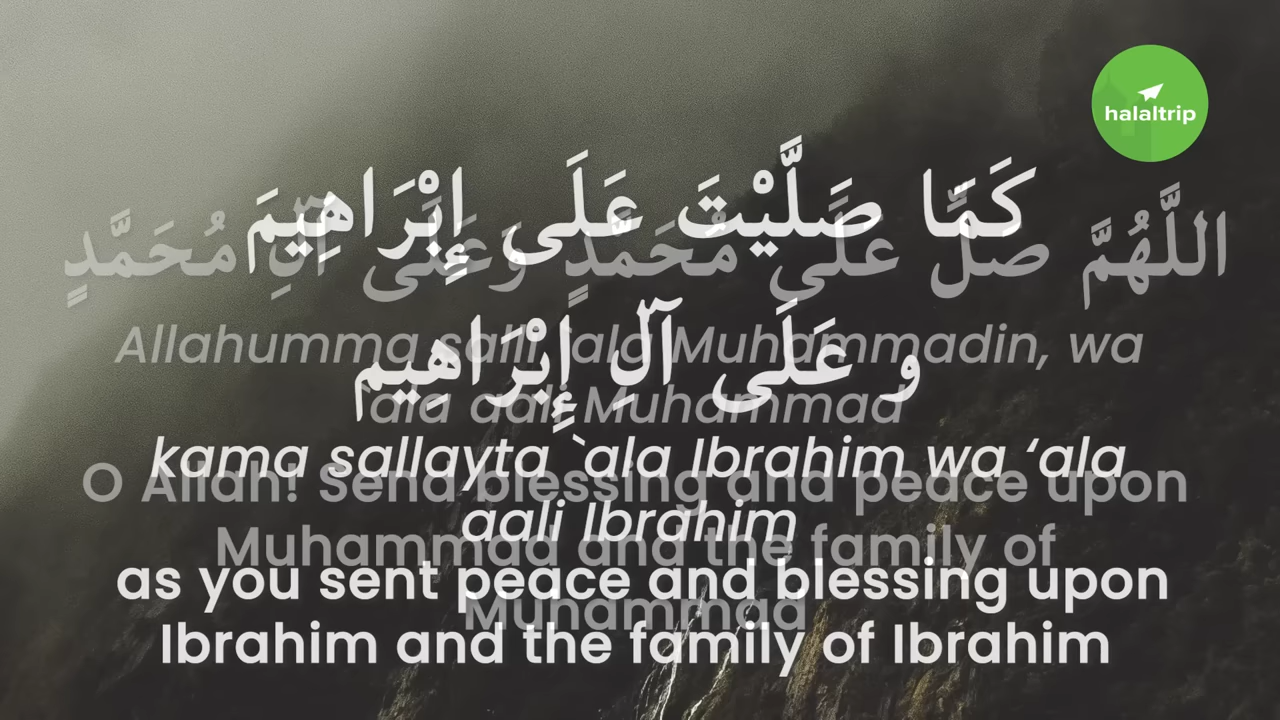 halaltrip
كَمَّا صَلَّيْتَ عَلَى إِبْرَاهِيمَ
و عَلَى آلِ إِبْرَاهِيم
kama sallayta `ala Ibrahim wa ‘ala
aali Ibrahim
as you sent peace and blessing upon
Ibrahim and the family of Ibrahim
اللَّهُمَّ صَلِّ عَلَى مُحَمَّدٍ وَعَلَى آلِ مُحَمَّدٍ
Allahumma salli `ala Muhammadin, wa
`ala aali Muhammad
O Allah! Send blessing and peace upon
Muhammad and the family of
Muhammad